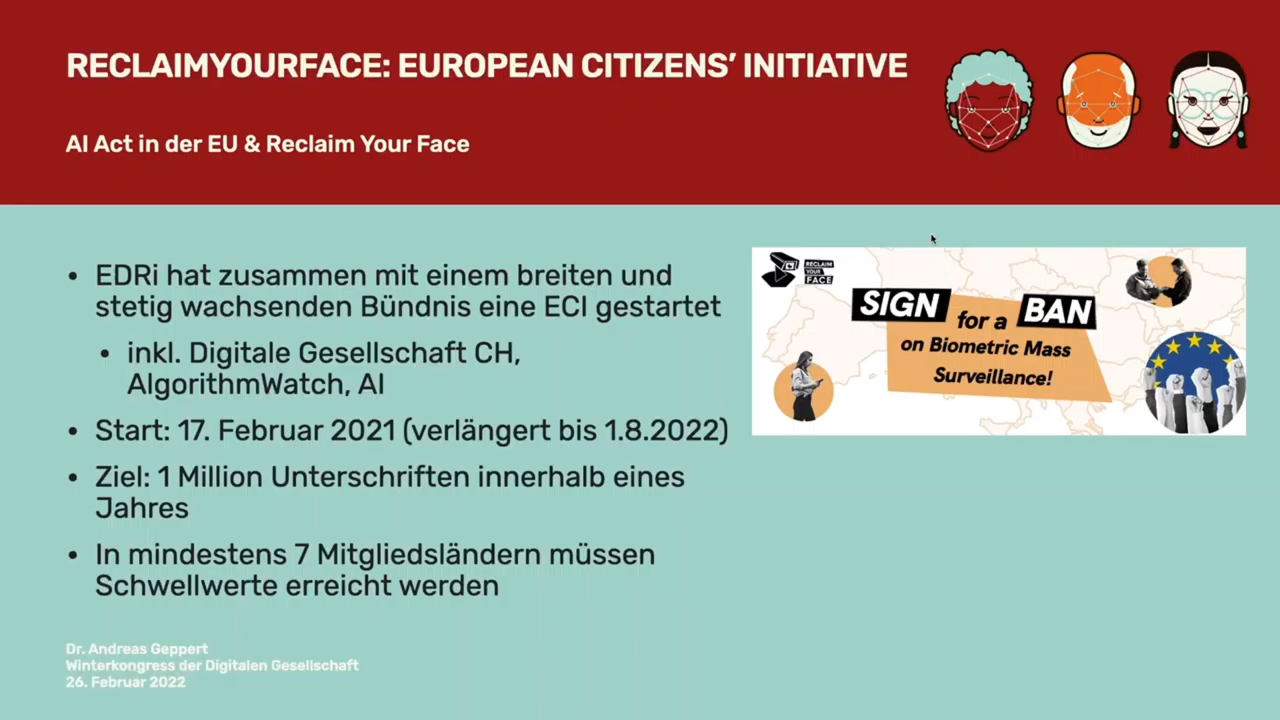 RECLAIMYOURFACE: EUROPEAN CITIZENS’ INITIATIVE
AI Act in der EU & Reclaim Your Face
• EDRi hat zusammen mit einem breiten und
stetig wachsenden Bündnis eine ECI gestartet
• inkl. Digitale Gesellschaft CH,
AlgorithmWatch, AI
• Start: 17. Februar 2021 (verlängert bis 1.8.2022)
• Ziel: 1 Million Unterschriften innerhalb eines
Jahres
• In mindestens 7 Mitgliedsländern müssen
Schwellwerte erreicht werden
RECLAIM
YOUR
FACE
SIGN for a BAN
on Biometric Mass
Surveillance!
Dr. Andreas Geppert
Winterkongress der Digitalen Gesellschaft
26. Februar 2022